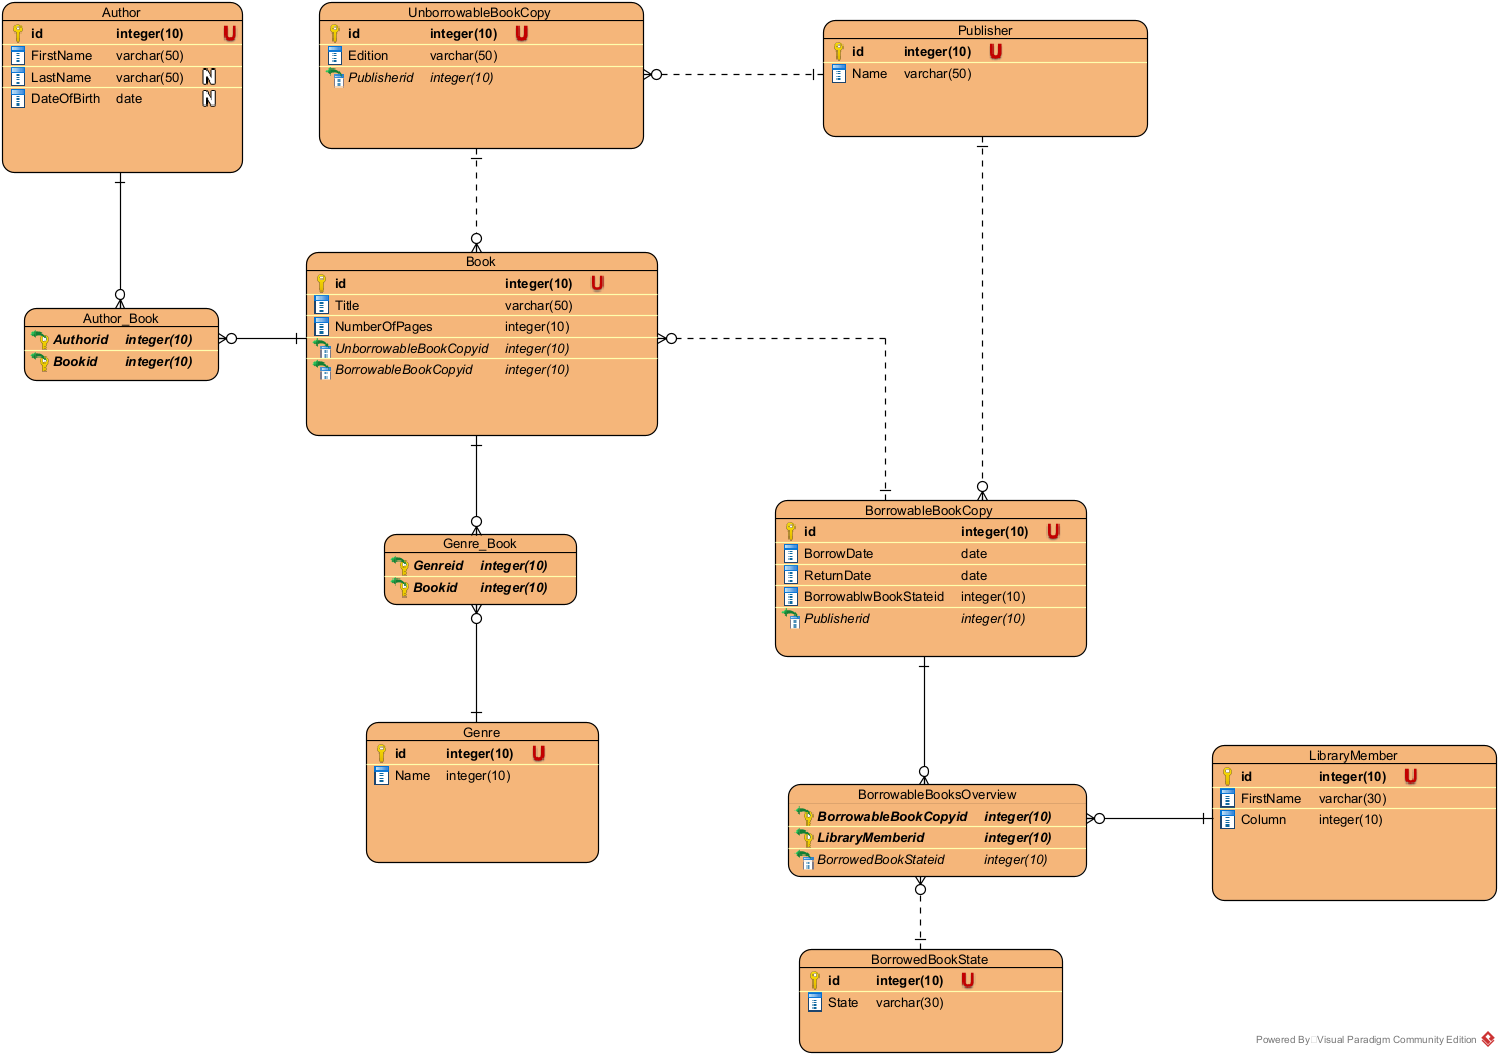 Author
id integer(10) U
FirstName varchar(50)
LastName varchar(50) N
DateOfBirth date N
UnborrowableBookCopy
id integer(10) U
Edition varchar(50)
Publisherid integer(10)
Publisher
id integer(10) U
Name varchar(50)
Book
id integer(10) U
Title varchar(50)
NumberOfPages integer(10)
UnborrowableBookCopyid integer(10)
BorrowableBookCopyid integer(10)
Author_Book
Authorid integer(10)
Bookid integer(10)
BorrowableBookCopy
id integer(10) U
BorrowDate date
ReturnDate date
BorrowablwBookStateid integer(10)
Publisherid integer(10)
Genre_Book
Genreid integer(10)
Bookid integer(10)
Genre
id integer(10) U
Name integer(10)
BorrowableBooksOverview
BorrowableBookCopyid integer(10)
LibraryMemberid integer(10)
BorrowedBookStateid integer(10)
LibraryMember
id integer(10) U
FirstName varchar(30)
Column integer(10)
BorrowedBookState
id integer(10) U
State varchar(30)
Powered By Visual Paradigm Community Edition